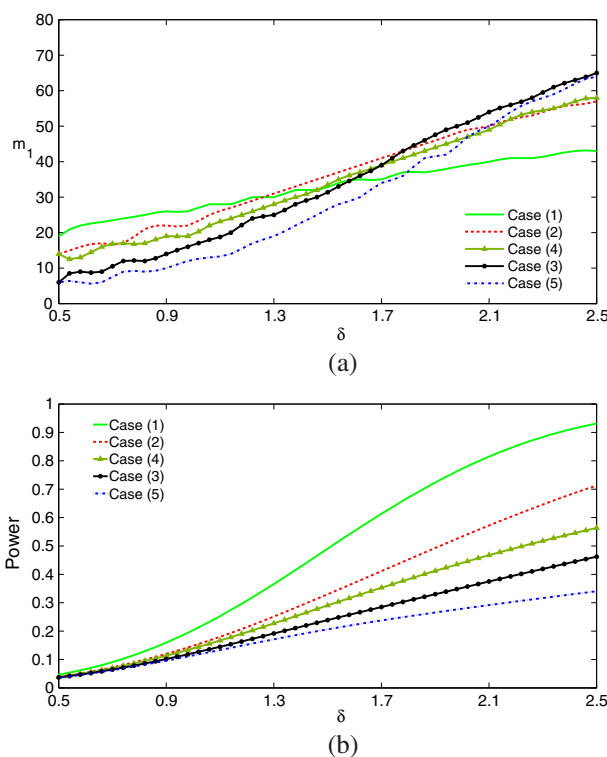 80
70
60
50
m1
40
30
20
10
0
Case (1)
Case (2)
Case (4)
Case (3)
Case (5)
0.5 0.9 1.3 1.7 2.1 2.5
δ
(a)
1
0.9
0.8
0.7
0.6
0.5
0.4
0.3
0.2
0.1
0
Power
Case (1)
Case (2)
Case (4)
Case (3)
Case (5)
0.5 0.9 1.3 1.7 2.1 2.5
δ
(b)